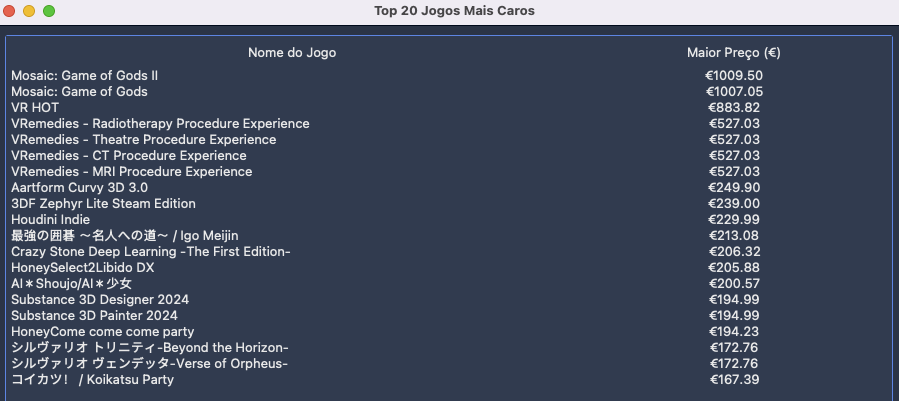 Top 20 Jogos Mais Caros
Nome do Jogo Maior Preço (€)
Mosaic: Game of Gods II €1009.50
Mosaic: Game of Gods €1007.05
VR HOT €883.82
VRemedies - Radiotherapy Procedure Experience €527.03
VRemedies - Theatre Procedure Experience €527.03
VRemedies - CT Procedure Experience €527.03
VRemedies - MRI Procedure Experience €527.03
Aartform Curvy 3D 3.0 €249.90
3DF Zephyr Lite Steam Edition €239.00
Houdini Indie €229.99
最強の囲碁 ～名人への道～ / Igo Meijin €213.08
Crazy Stone Deep Learning -The First Edition- €206.32
HoneySelect2Libido DX €205.88
AI＊Shoujo/AI＊少女 €200.57
Substance 3D Designer 2024 €194.99
Substance 3D Painter 2024 €194.99
HoneyCome come come party €194.23
シルヴァリオ トリニティ-Beyond the Horizon- €172.76
シルヴァリオ ヴェンデッタ-Verse of Orpheus- €172.76
コイカツ！ / Koikatsu Party €167.39